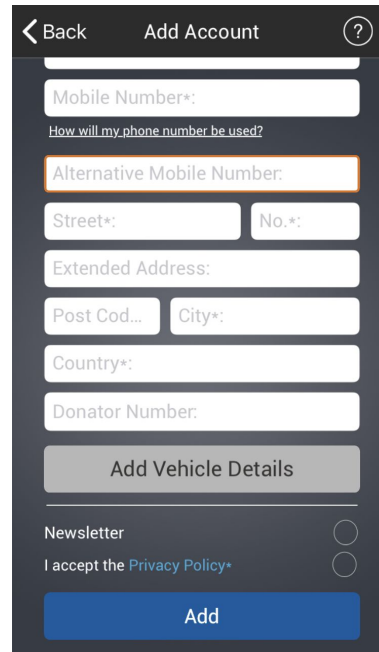 Back Add Account ?
Mobile Number*:
How will my phone number be used?
Alternative Mobile Number:
Street*: No.*:
Extended Address:
Post Cod... City*:
Country*:
Donator Number:
Add Vehicle Details
Newsletter
I accept the Privacy Policy*
Add